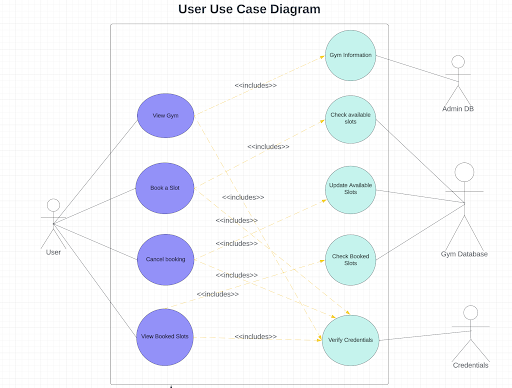 User Use Case Diagram
Gym Information
<<includes>>
Admin DB
View Gym
Check available
slots
<<includes>>
Book a Slot
Update Available
Slots
<<includes>>
<<includes>>
<<includes>>
User
Gym Database
Cancel booking
Check Booked
Slots
<<includes>>
<<includes>>
View Booked Slots
<<includes>>
Verify Credentials
Credentials